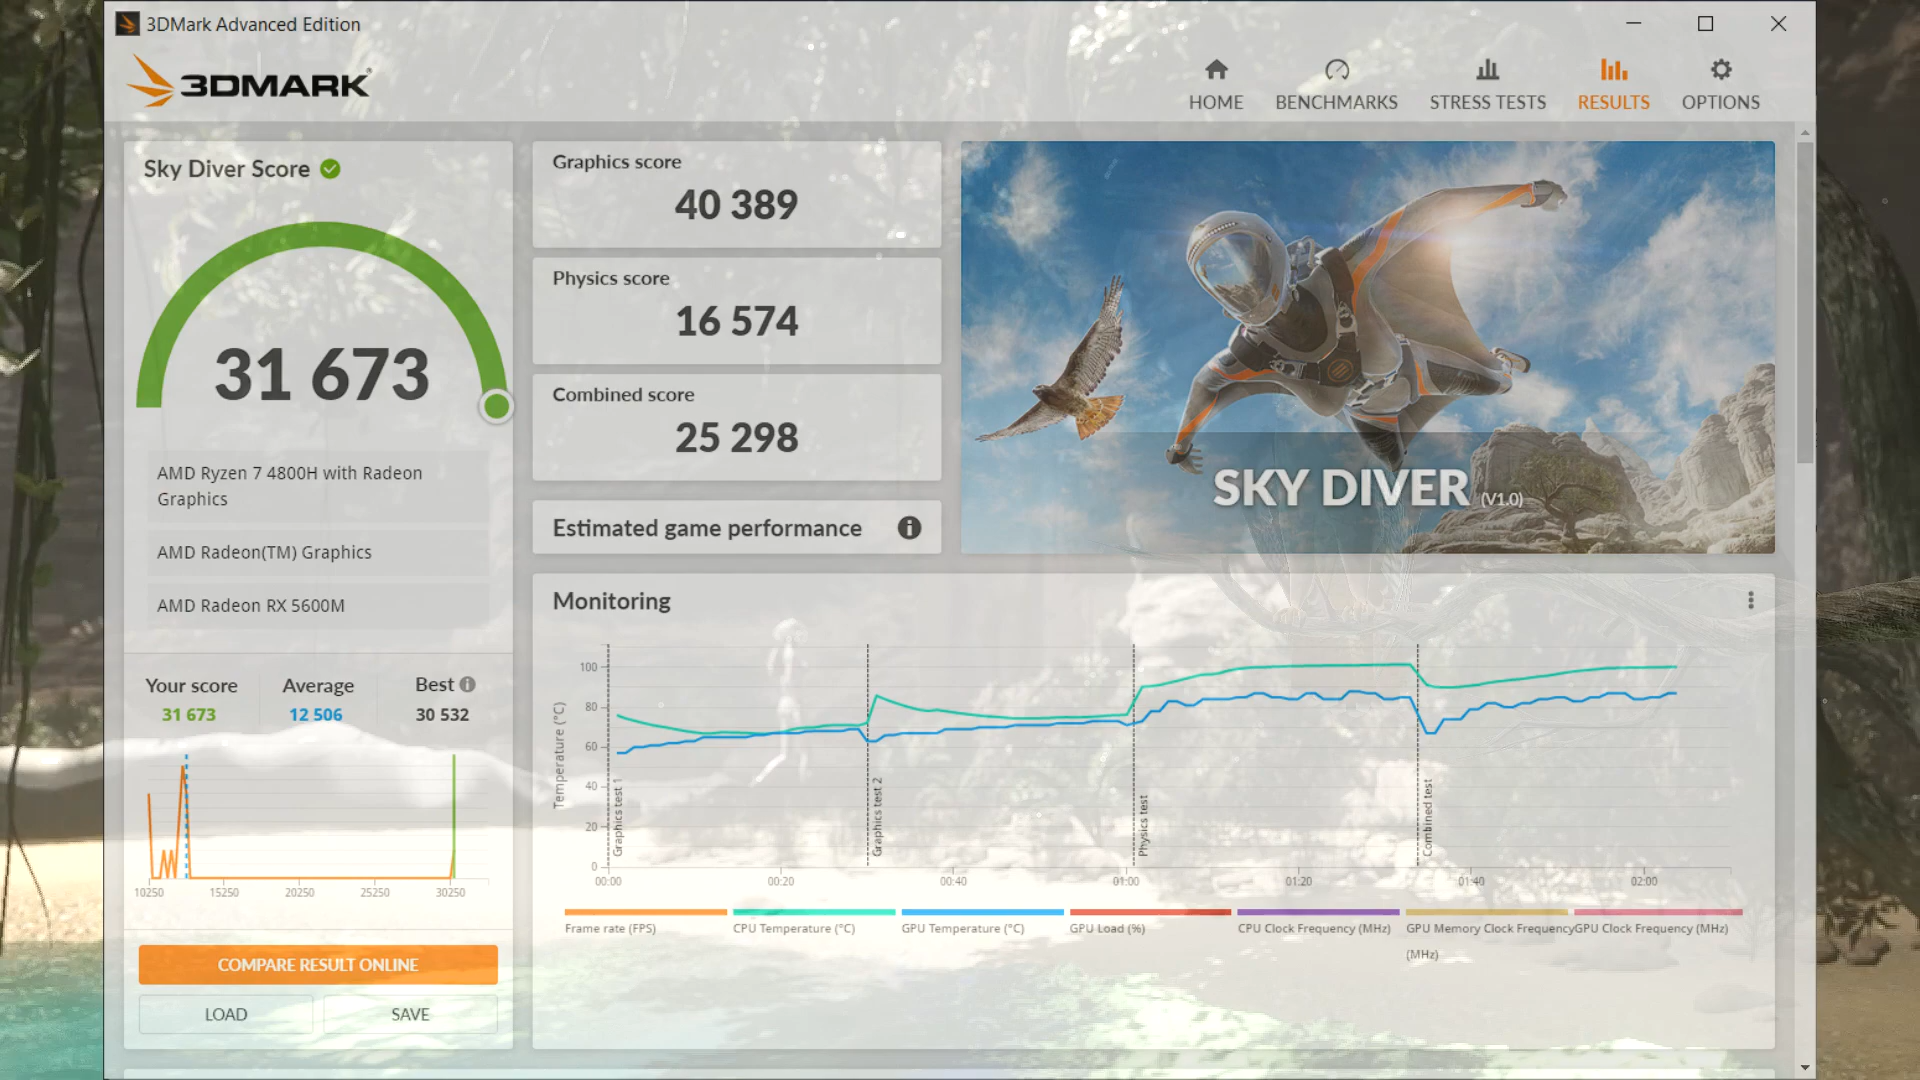 3DMark Advanced Edition
3DMARK
HOME
BENCHMARKS
STRESS TESTS
RESULTS
OPTIONS
Sky Diver Score
31 673
AMD Ryzen 7 4800H with Radeon
Graphics
AMD Radeon(TM) Graphics
AMD Radeon RX 5600M
Your score
31 673
Average
12 506
Best
30 532
10250
15250
20250
25250
30250
COMPARE RESULT ONLINE
LOAD
SAVE
Graphics score
40 389
Physics score
16 574
Combined score
25 298
Estimated game performance
SKY DIVER (V1.0)
Monitoring
Temperature (°C)
100
80
60
40
20
0
Graphics test 1
Graphics test 2
Physics test
Combined test
00:00
00:20
00:40
01:00
01:20
01:40
02:00
Frame rate (FPS)
CPU Temperature (°C)
GPU Temperature (°C)
GPU Load (%)
CPU Clock Frequency (MHz)
GPU Memory Clock Frequency
(MHz)
GPU Clock Frequency (MHz)